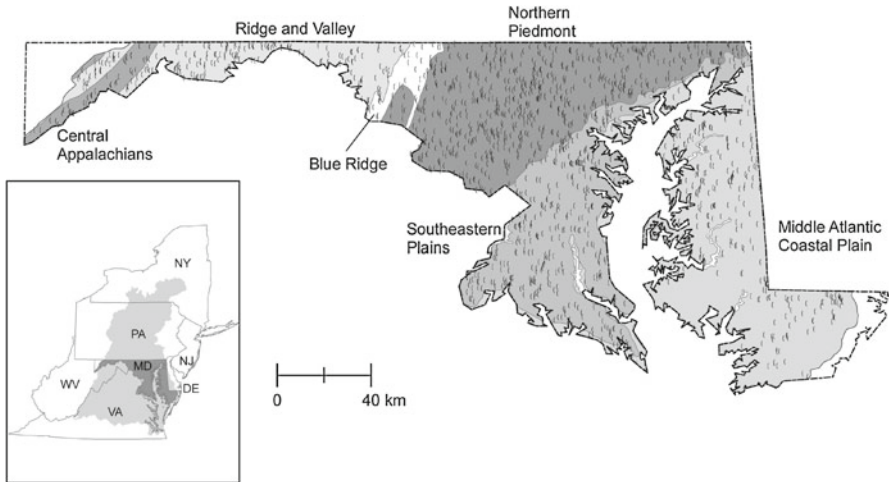 Ridge and Valley
Northern
Piedmont
Central
Appalachians
Blue Ridge
Southeastern
Plains
Middle Atlantic
Coastal Plain
NY
PA
NJ
MD
WV
DE
VA
0
40 km